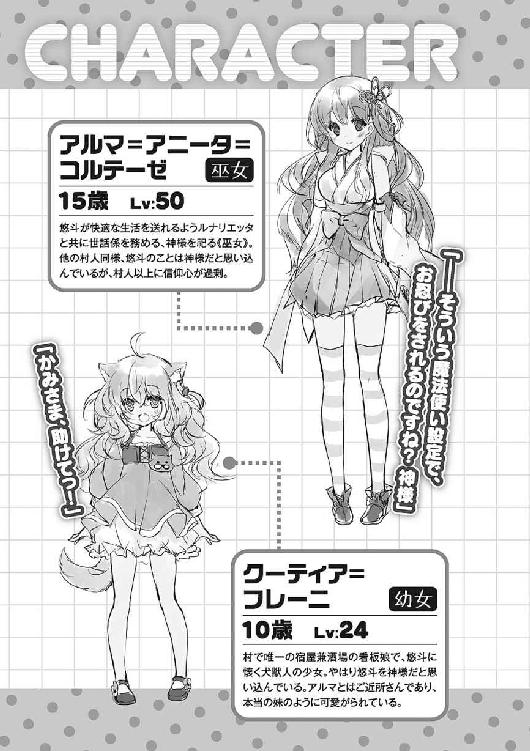 CHARACTER
アルマ=アニータ=
コルテーゼ 巫女
15歳 Lv:50
悠斗が快適な生活を送れるようルナリエッタ
と共に世話係を務める、神様を祀る《巫女》。
他の村人同様、悠斗のことは神様だと思い込
んでいるが、村人以上に信仰心が過剰。
「――そういう魔法使い設定で、
お忍びをされるのですね？神様」
「かみさま、助けてっ！」
クーティア=
フレーニ 幼女
10歳 Lv:24
村で唯一の宿屋兼酒場の看板娘で、悠斗に
懐く犬獣人の少女。やはり悠斗を神様だと思
い込んでいる。アルマとはご近所さんであり、
本当の妹のように可愛がられている。